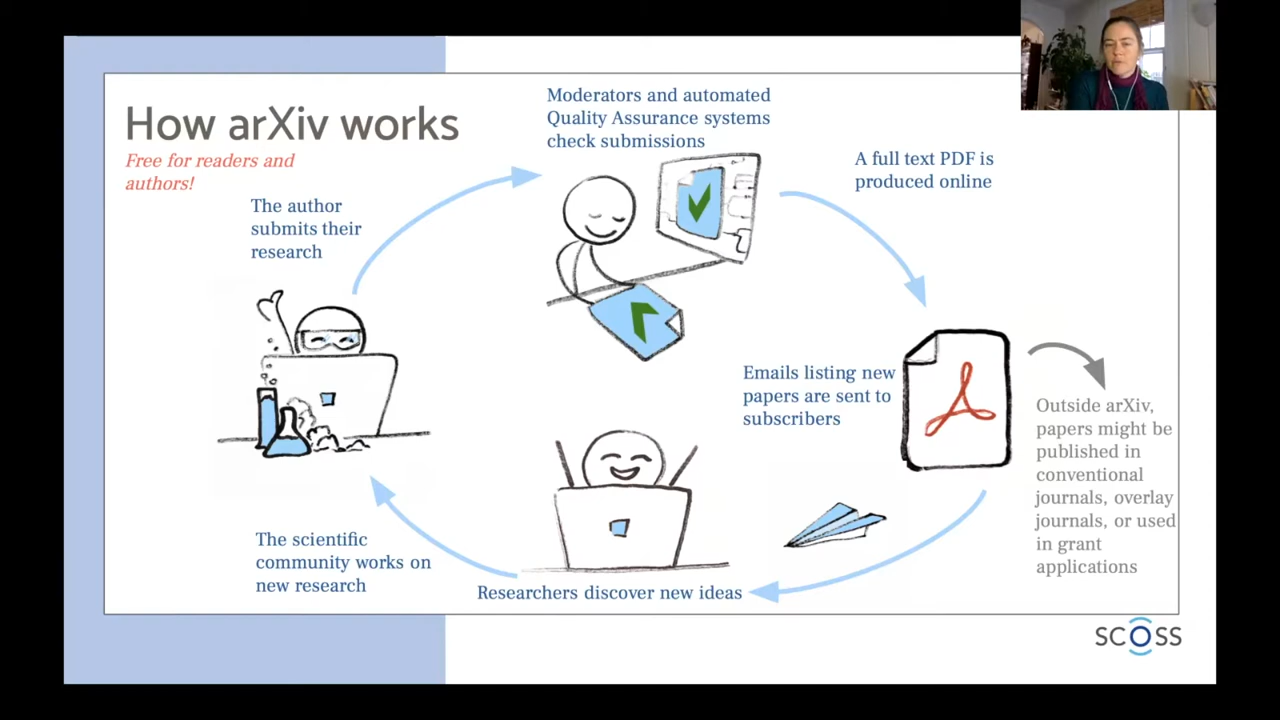 How arXiv works
Free for readers and
authors!
The author
submits their
research
Moderators and automated
Quality Assurance systems
check submissions
A full text PDF is
produced online
Emails listing new
papers are sent to
subscribers
Outside arXiv,
papers might be
published in
conventional
journals, overlay
journals, or used
in grant
applications
Researchers discover new ideas
The scientific
community works on
new research
SCOSS